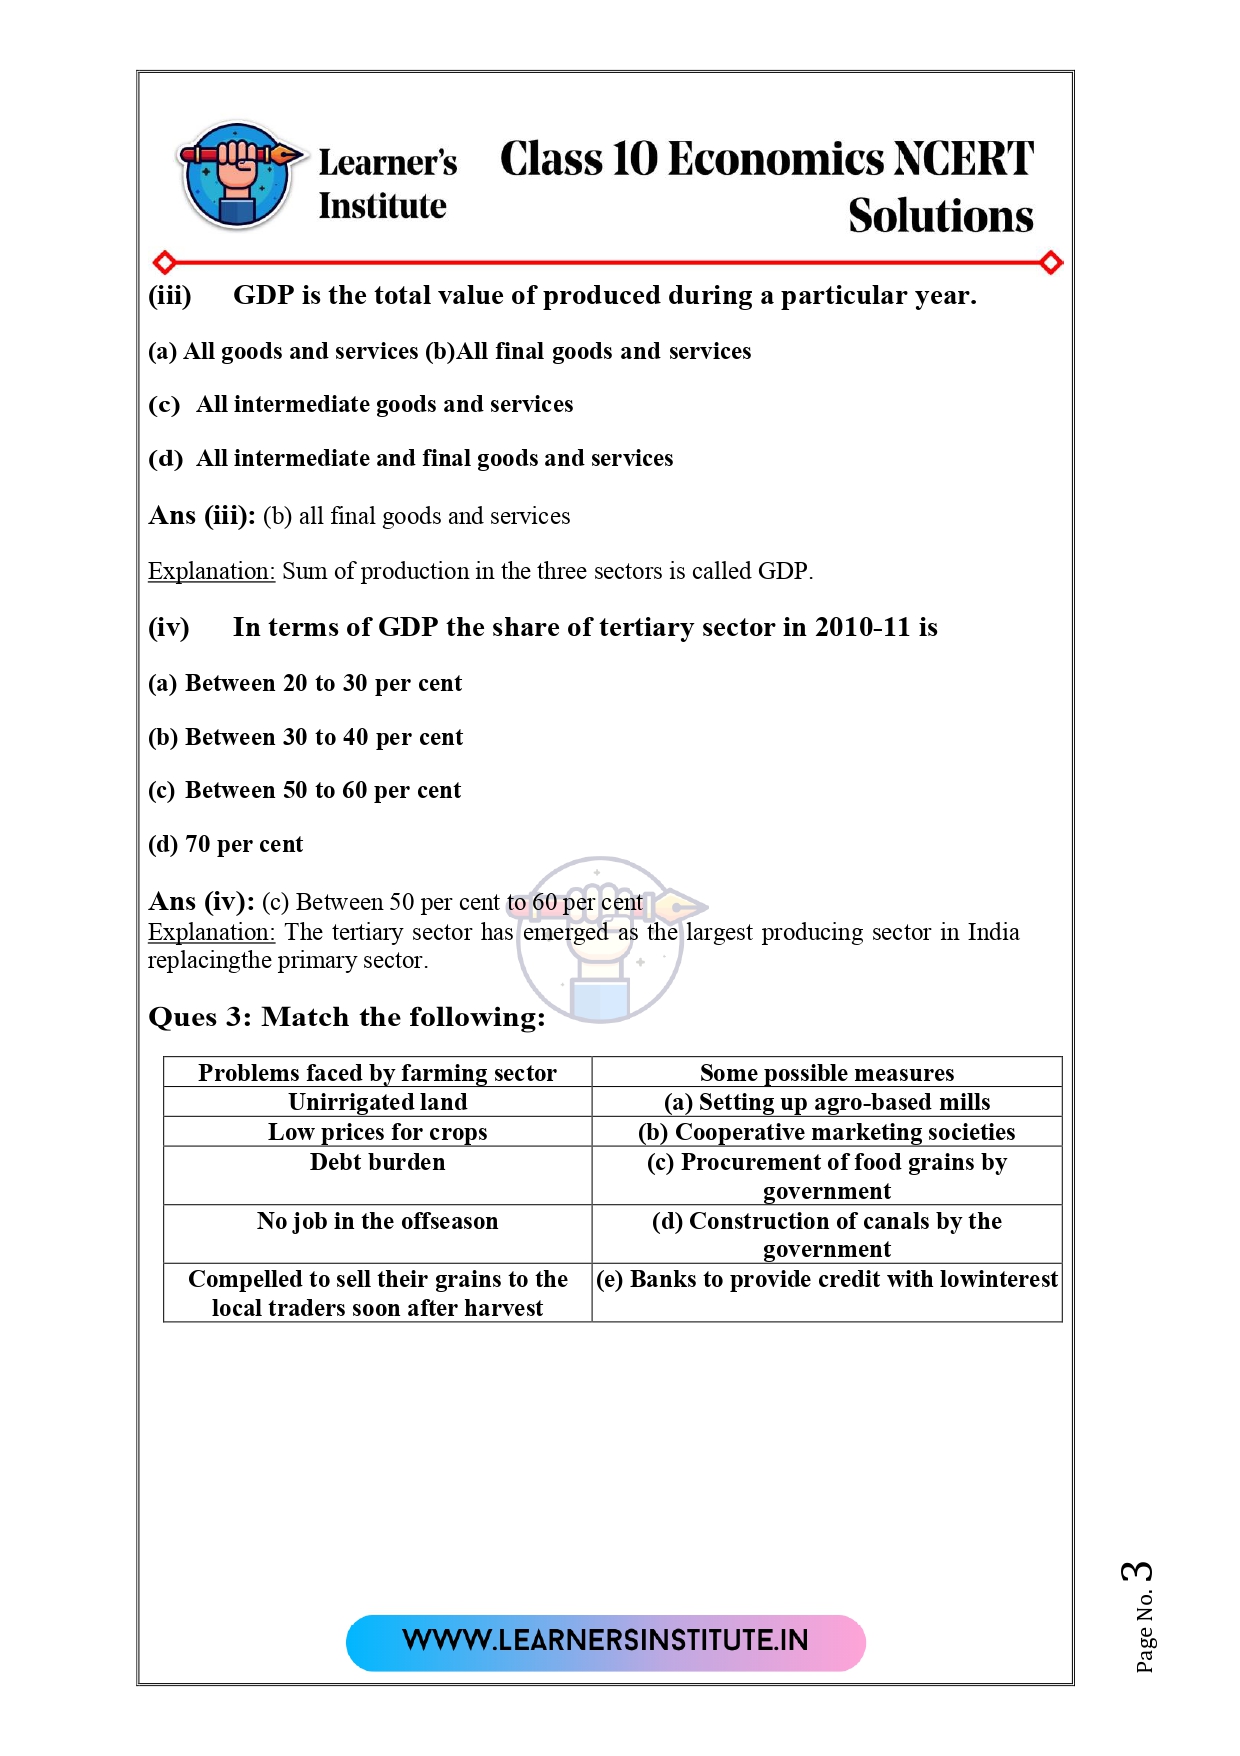 Learner's
Institute
Class 10 Economics NCERT
Solutions
(iii) GDP is the total value of produced during a particular year.
(a) All goods and services (b)All final goods and services
(c) All intermediate goods and services
(d) All intermediate and final goods and services
Ans (iii): (b) all final goods and services
Explanation: Sum of production in the three sectors is called GDP.
(iv) In terms of GDP the share of tertiary sector in 2010-11 is
(a) Between 20 to 30 per cent
(b) Between 30 to 40 per cent
(c) Between 50 to 60 per cent
(d) 70 per cent
Ans (iv): (c) Between 50 per cent to 60 per cent
Explanation: The tertiary sector has emerged as the largest producing sector in India
replacingthe primary sector.
Ques 3: Match the following:
Problems faced by farming sector Some possible measures
Unirrigated land (a) Setting up agro-based mills
Low prices for crops (b) Cooperative marketing societies
Debt burden (c) Procurement of food grains by
government
No job in the offseason (d) Construction of canals by the
government
Compelled to sell their grains to the (e) Banks to provide credit with lowinterest
local traders soon after harvest
WWW.LEARNERSINSTITUTE.IN
Page No. 3